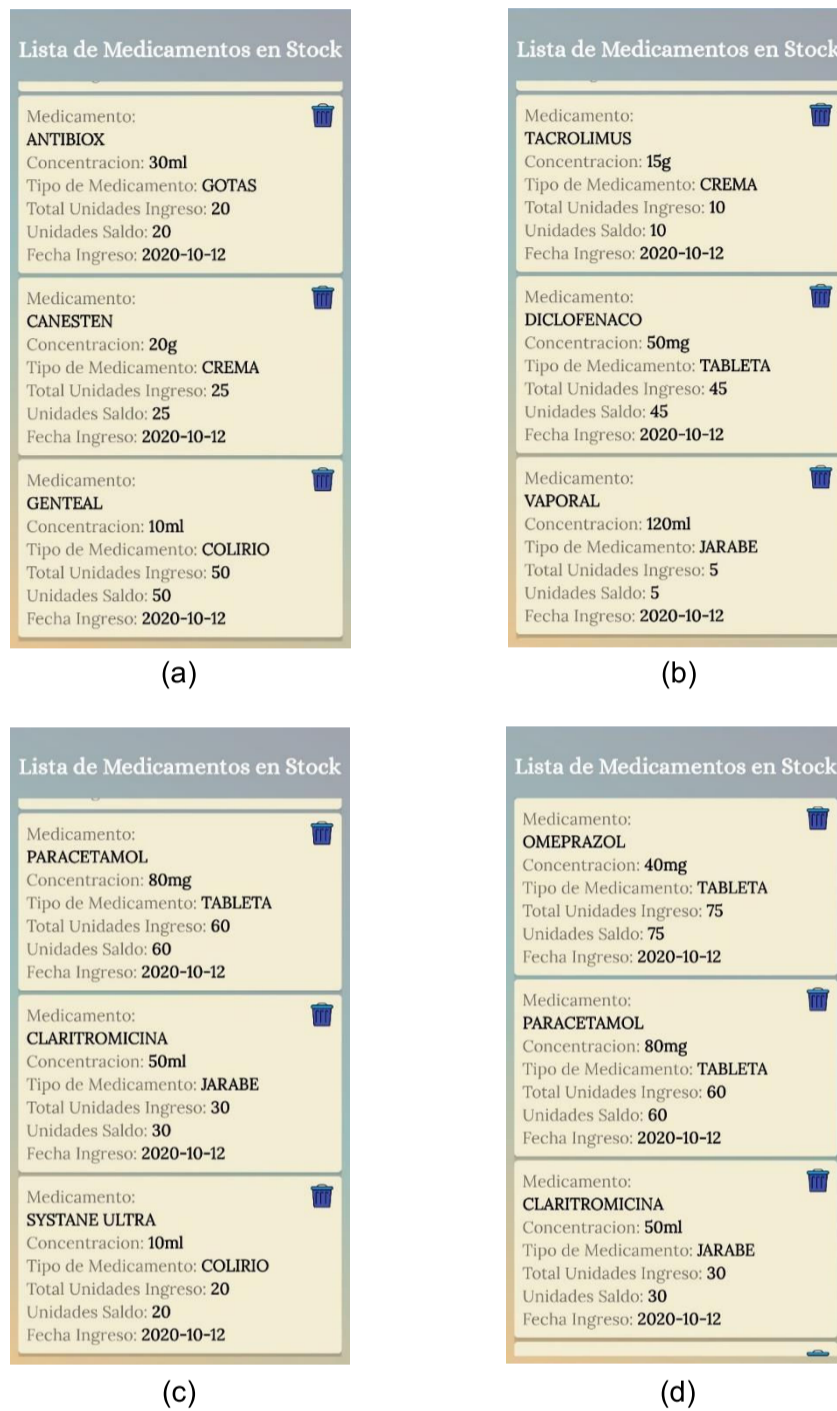 Lista de Medicamentos en Stock
Medicamento:
ANTIBIOX
Concentracion: 30ml
Tipo de Medicamento: GOTAS
Total Unidades Ingreso: 20
Unidades Saldo: 20
Fecha Ingreso: 2020-10-12
Medicamento:
CANESTEN
Concentracion: 20g
Tipo de Medicamento: CREMA
Total Unidades Ingreso: 25
Unidades Saldo: 25
Fecha Ingreso: 2020-10-12
Medicamento:
GENTEAL
Concentracion: 10ml
Tipo de Medicamento: COLIRIO
Total Unidades Ingreso: 50
Unidades Saldo: 50
Fecha Ingreso: 2020-10-12
(a)
Lista de Medicamentos en Stock
Medicamento:
TACROLIMUS
Concentracion: 15g
Tipo de Medicamento: CREMA
Total Unidades Ingreso: 10
Unidades Saldo: 10
Fecha Ingreso: 2020-10-12
Medicamento:
DICLOFENACO
Concentracion: 50mg
Tipo de Medicamento: TABLETA
Total Unidades Ingreso: 45
Unidades Saldo: 45
Fecha Ingreso: 2020-10-12
Medicamento:
VAPORAL
Concentracion: 120ml
Tipo de Medicamento: JARABE
Total Unidades Ingreso: 5
Unidades Saldo: 5
Fecha Ingreso: 2020-10-12
(b)
Lista de Medicamentos en Stock
Medicamento:
PARACETAMOL
Concentracion: 80mg
Tipo de Medicamento: TABLETA
Total Unidades Ingreso: 60
Unidades Saldo: 60
Fecha Ingreso: 2020-10-12
Medicamento:
CLARITROMICINA
Concentracion: 50ml
Tipo de Medicamento: JARABE
Total Unidades Ingreso: 30
Unidades Saldo: 30
Fecha Ingreso: 2020-10-12
Medicamento:
SYSTANE ULTRA
Concentracion: 10ml
Tipo de Medicamento: COLIRIO
Total Unidades Ingreso: 20
Unidades Saldo: 20
Fecha Ingreso: 2020-10-12
(c)
Lista de Medicamentos en Stock
Medicamento:
OMEPRAZOL
Concentracion: 40mg
Tipo de Medicamento: TABLETA
Total Unidades Ingreso: 75
Unidades Saldo: 75
Fecha Ingreso: 2020-10-12
Medicamento:
PARACETAMOL
Concentracion: 80mg
Tipo de Medicamento: TABLETA
Total Unidades Ingreso: 60
Unidades Saldo: 60
Fecha Ingreso: 2020-10-12
Medicamento:
CLARITROMICINA
Concentracion: 50ml
Tipo de Medicamento: JARABE
Total Unidades Ingreso: 30
Unidades Saldo: 30
Fecha Ingreso: 2020-10-12
(d)